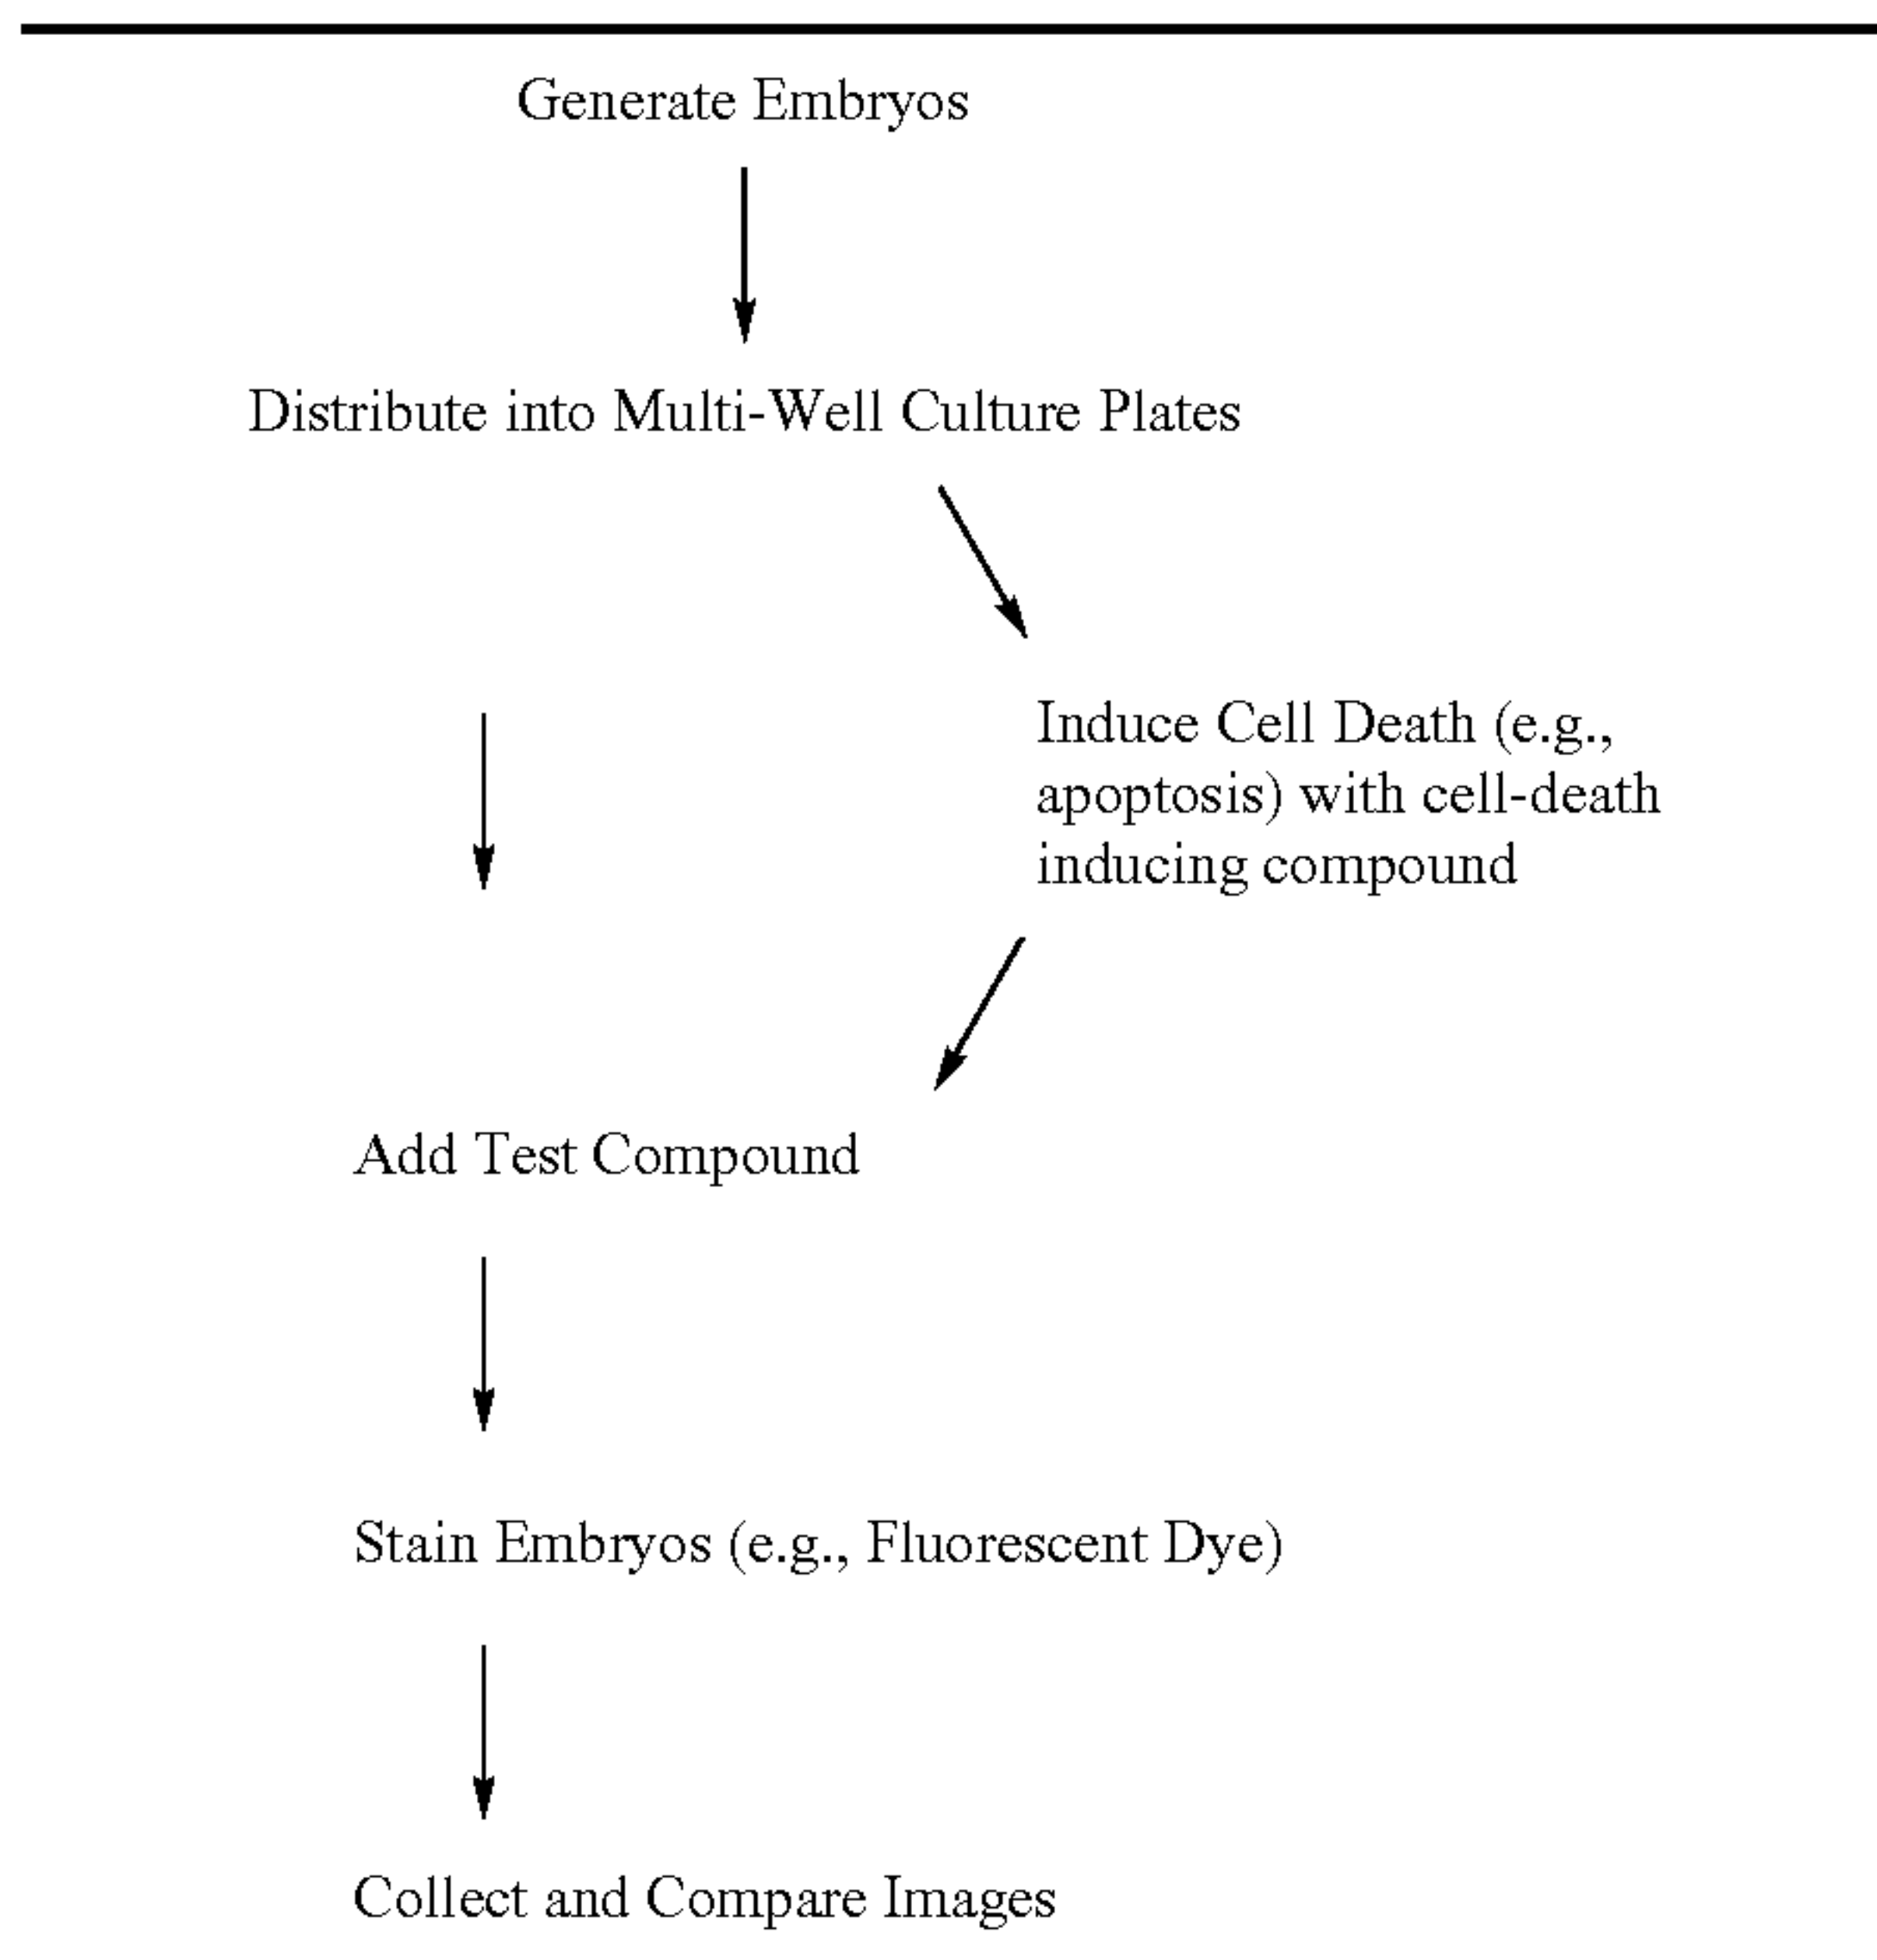 Generate Embryos
Distribute into Multi-Well Culture Plates
Induce Cell Death (e.g.,
apoptosis) with cell-death
inducing compound
Add Test Compound
Stain Embryos (e.g., Fluorescent Dye)
Collect and Compare Images